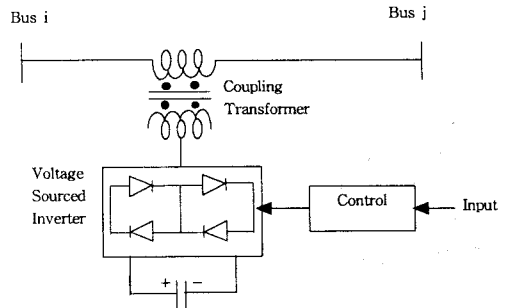 Bus i
Bus j
Coupling
Transformer
Voltage
Sourced
Inverter
Control
Input
+ −